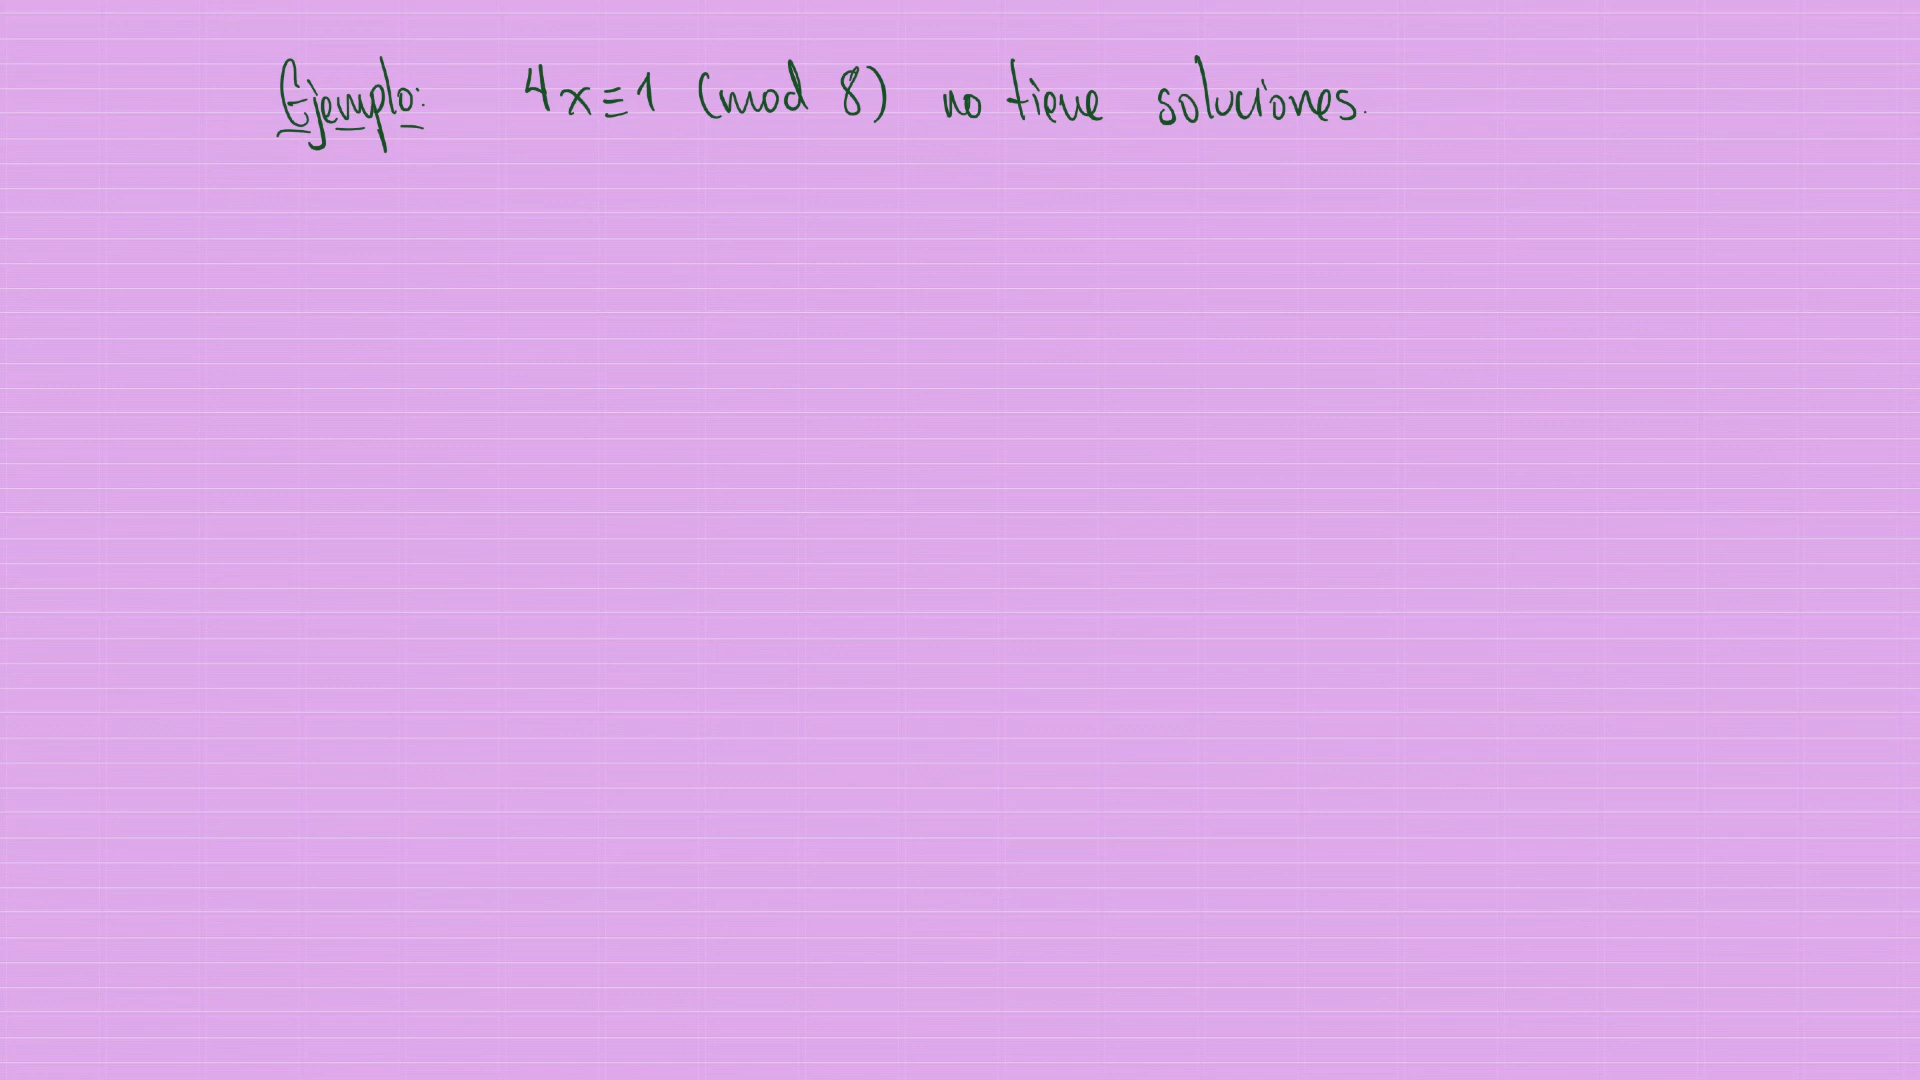 Ejemplo: 4x≡1 (mod 8) no tiene soluciones.